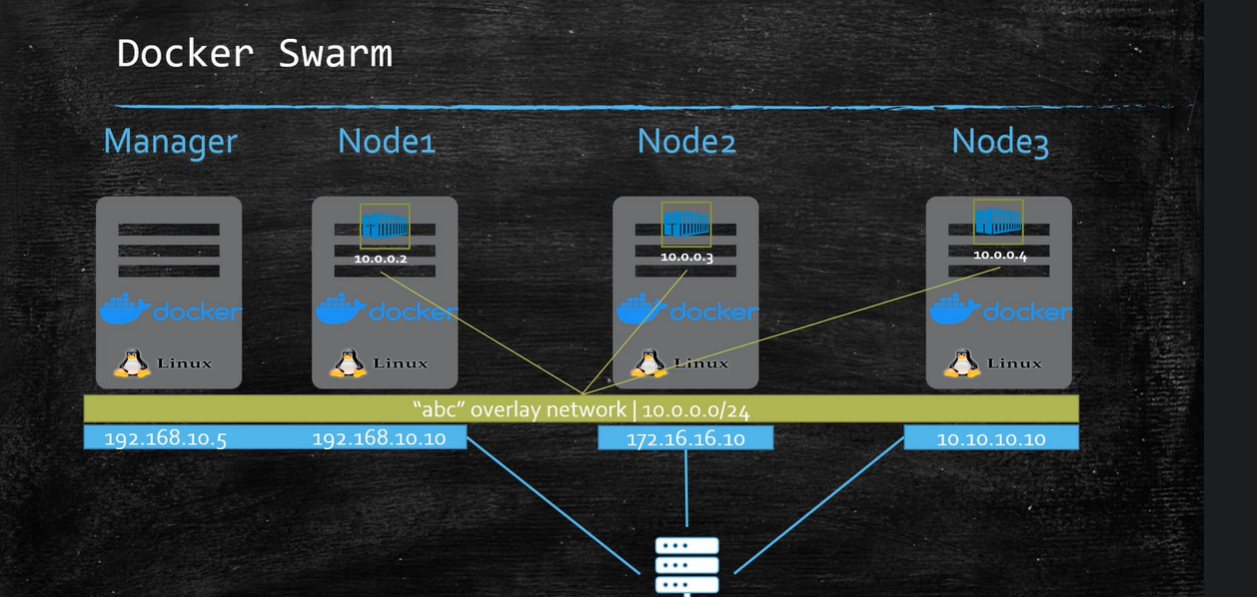 Docker Swarm
Manager Node1 Node2 Node3
10.0.0.2 10.0.0.3 10.0.0.4
docker docker docker docker
Linux Linux Linux Linux
“abc” overlay network | 10.0.0.0/24
192.168.10.5 192.168.10.10 172.16.16.10 10.10.10.10